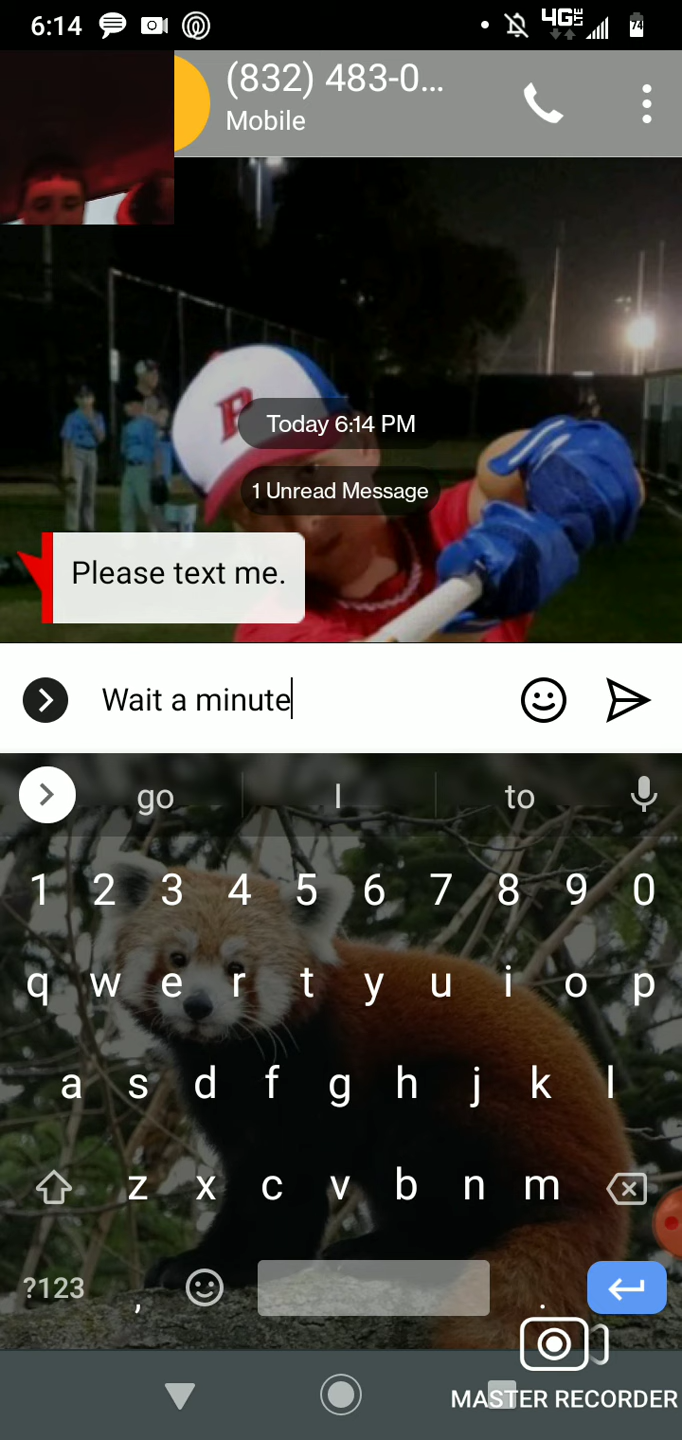 6:14
4G LTE
74
(832) 483-0...
Mobile
Today 6:14 PM
1 Unread Message
Please text me.
Wait a minute
go I to
1 2 3 4 5 6 7 8 9 0
q w e r t y u i o p
a s d f g h j k l
z x c v b n m
?123 , .
MASTER RECORDER